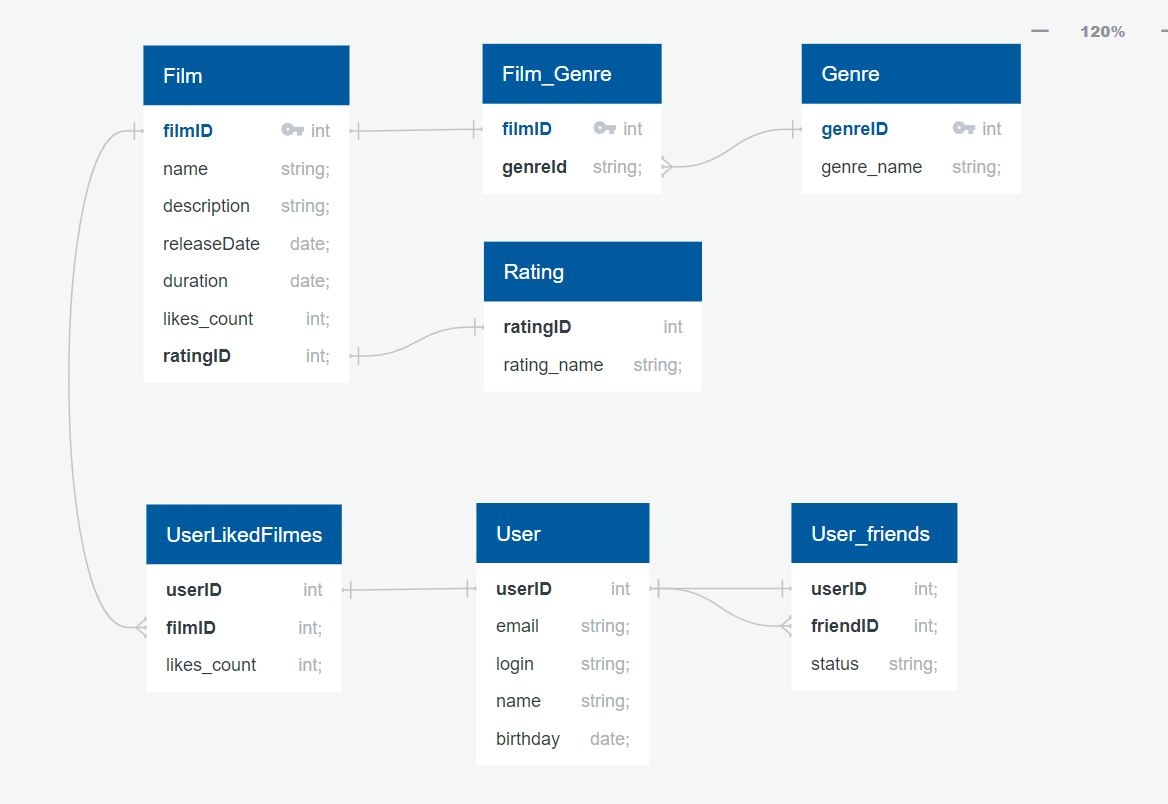 120%
Film
filmID int
name string;
description string;
releaseDate date;
duration date;
likes_count int;
ratingID int;
Film_Genre
filmID int
genreId string;
Genre
genreID int
genre_name string;
Rating
ratingID int
rating_name string;
UserLikedFilmes
userID int
filmID int;
likes_count int;
User
userID int
email string;
login string;
name string;
birthday date;
User_friends
userID int;
friendID int;
status string;